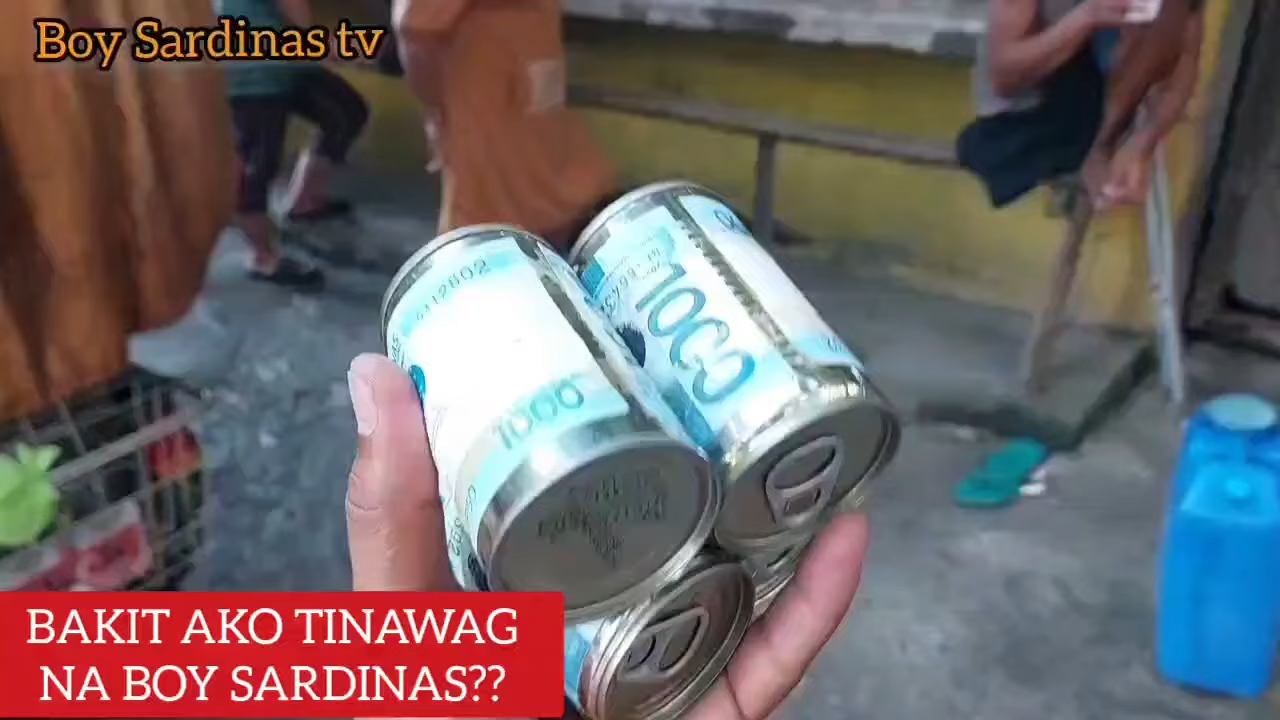 Boy Sardinas tv
1000
1000
BAKIT AKO TINAWAG
NA BOY SARDINAS??